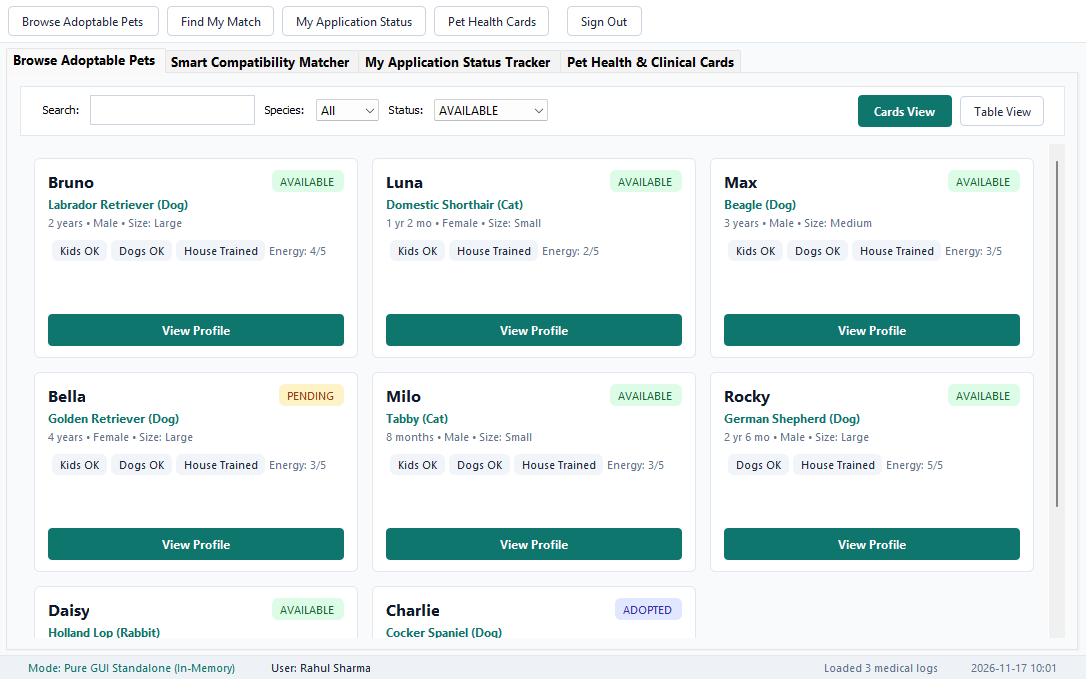 Browse Adoptable Pets Find My Match My Application Status Pet Health Cards Sign Out
Browse Adoptable Pets Smart Compatibility Matcher My Application Status Tracker Pet Health & Clinical Cards
Search: Species: All Status: AVAILABLE Cards View Table View
Bruno AVAILABLE
Labrador Retriever (Dog)
2 years • Male • Size: Large
Kids OK Dogs OK House Trained Energy: 4/5
View Profile
Luna AVAILABLE
Domestic Shorthair (Cat)
1 yr 2 mo • Female • Size: Small
Kids OK House Trained Energy: 2/5
View Profile
Max AVAILABLE
Beagle (Dog)
3 years • Male • Size: Medium
Kids OK Dogs OK House Trained Energy: 3/5
View Profile
Bella PENDING
Golden Retriever (Dog)
4 years • Female • Size: Large
Kids OK Dogs OK House Trained Energy: 3/5
View Profile
Milo AVAILABLE
Tabby (Cat)
8 months • Male • Size: Small
Kids OK Dogs OK House Trained Energy: 3/5
View Profile
Rocky AVAILABLE
German Shepherd (Dog)
2 yr 6 mo • Male • Size: Large
Dogs OK House Trained Energy: 5/5
View Profile
Daisy AVAILABLE
Holland Lop (Rabbit)
Charlie ADOPTED
Cocker Spaniel (Dog)
Mode: Pure GUI Standalone (In-Memory) User: Rahul Sharma Loaded 3 medical logs 2026-11-17 10:01